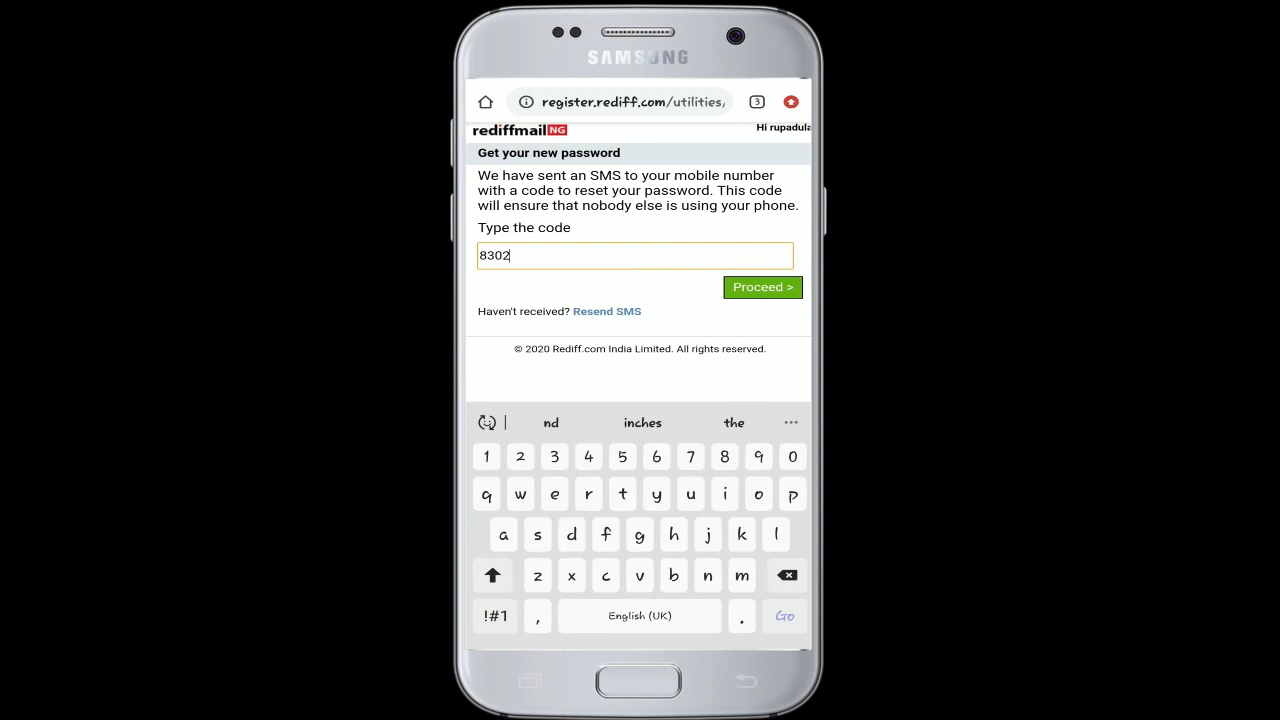 SAMSUNG
register.rediff.com/utilities/
3
rediffmail NG
Hi rupadula
Get your new password
We have sent an SMS to your mobile number
with a code to reset your password. This code
will ensure that nobody else is using your phone.
Type the code
8302
Proceed >
Haven't received? Resend SMS
© 2020 Rediff.com India Limited. All rights reserved.
nd inches the ...
1 2 3 4 5 6 7 8 9 0
q w e r t y u i o p
a s d f g h j k l
z x c v b n m
!#1 , English (UK) . Go